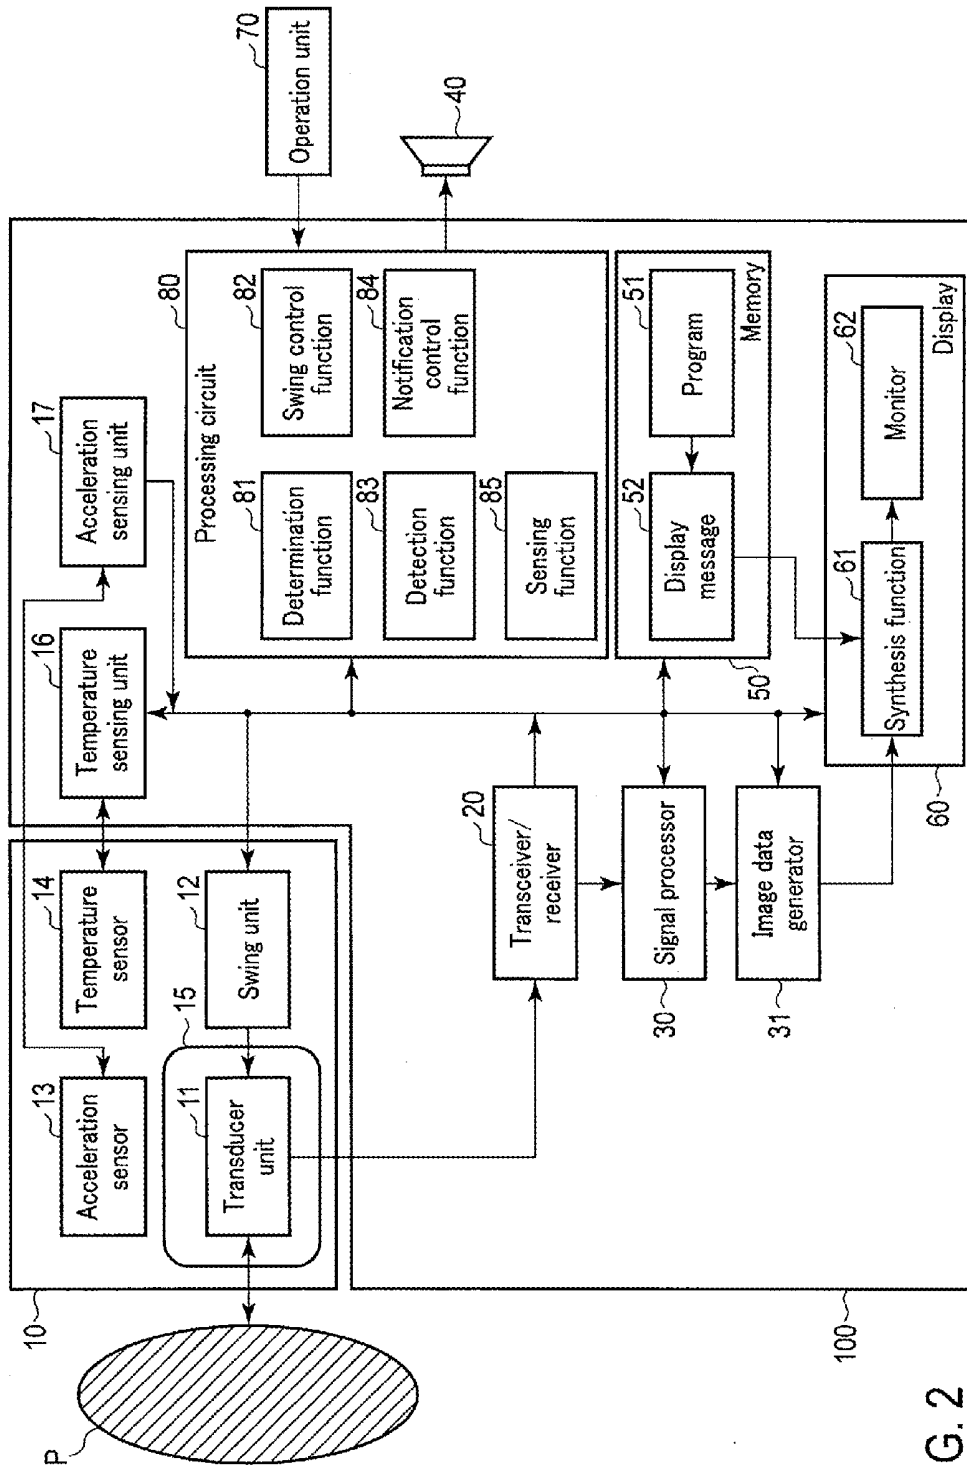 70
Operation unit
40
17
Acceleration
sensing unit
16
Temperature
sensing unit
80
Processing circuit
81
Determination
function
82
Swing control
function
83
Detection
function
84
Notification
control
function
85
Sensing
function
14
Temperature
sensor
13
Acceleration
sensor
12
Swing unit
15
11
Transducer
unit
10
P
20
Transceiver/
receiver
30
Signal processor
31
Image data
generator
50
Memory
51
Program
52
Display
message
60
Display
61
Synthesis function
62
Monitor
100
G. 2